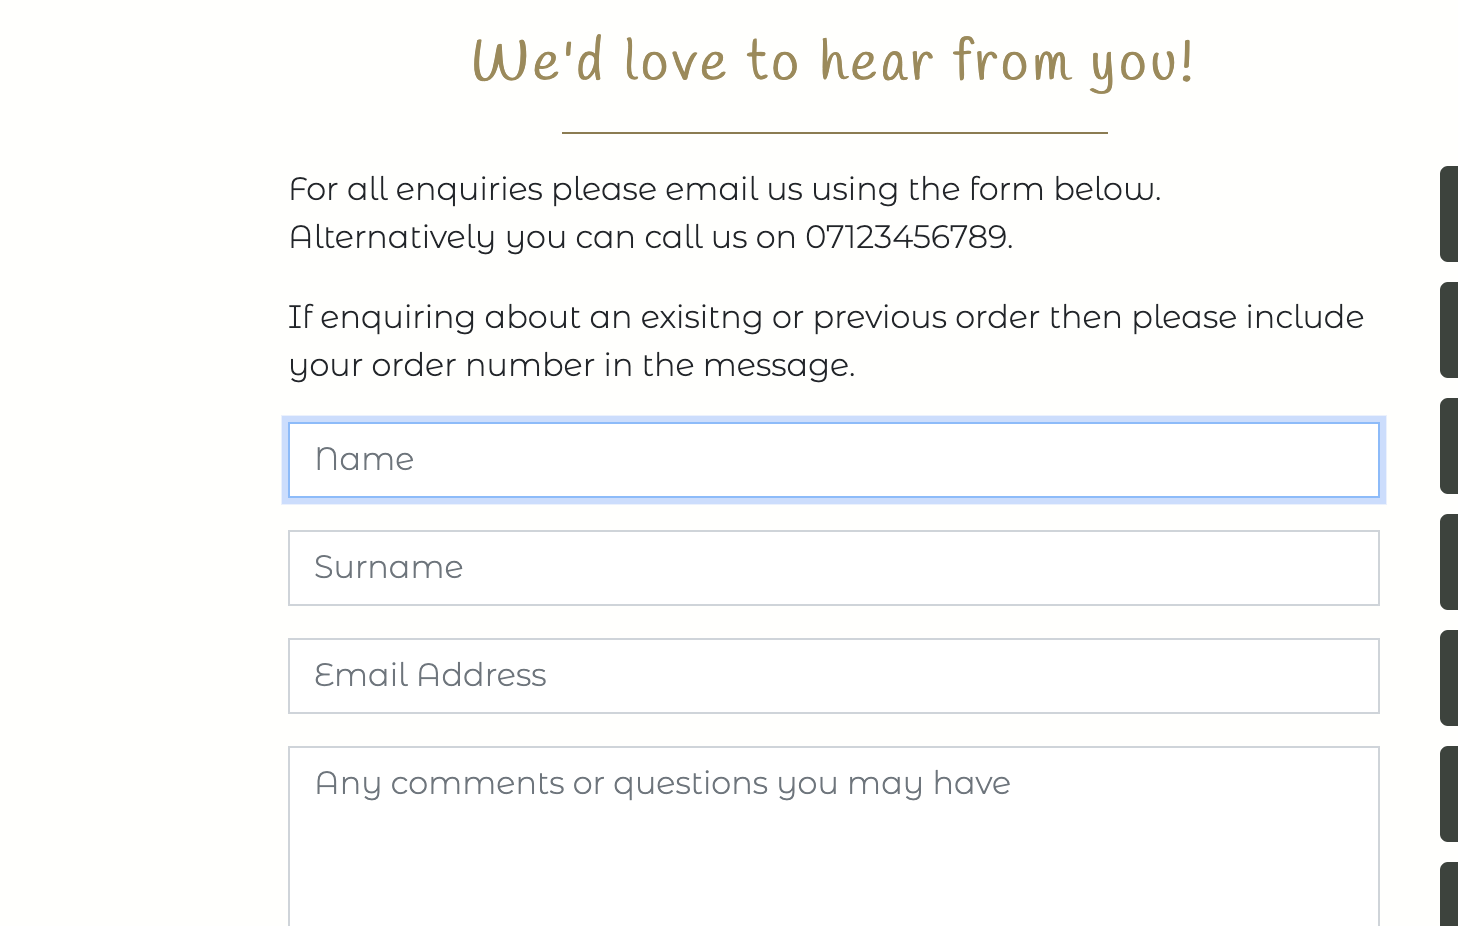 We'd love to hear from you!
For all enquiries please email us using the form below.
Alternatively you can call us on 07123456789.
If enquiring about an exisitng or previous order then please include
your order number in the message.
Name
Surname
Email Address
Any comments or questions you may have